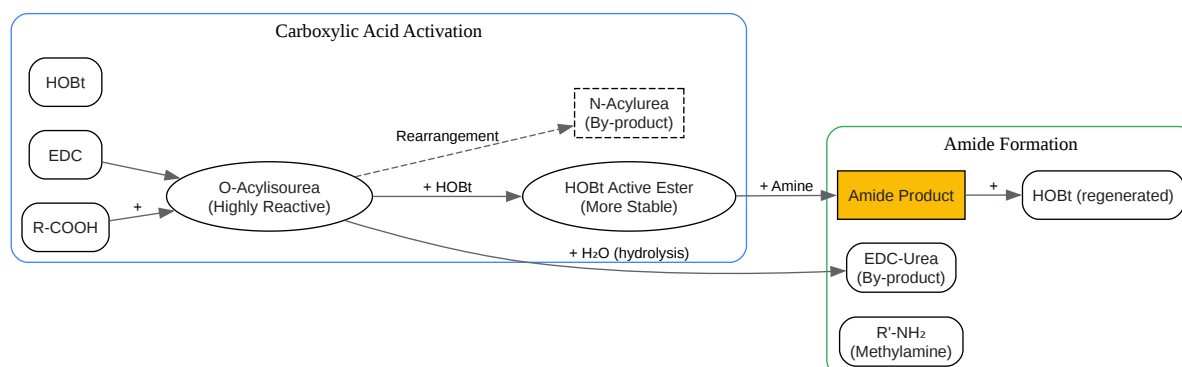 Carboxylic Acid Activation
HOBt
EDC
R-COOH
+
O-Acylisourea
(Highly Reactive)
Rearrangement
N-Acylurea
(By-product)
+ HOBt
HOBt Active Ester
(More Stable)
+ H₂O (hydrolysis)
+ Amine
Amide Formation
Amide Product
+
HOBt (regenerated)
EDC-Urea
(By-product)
R'-NH₂
(Methylamine)